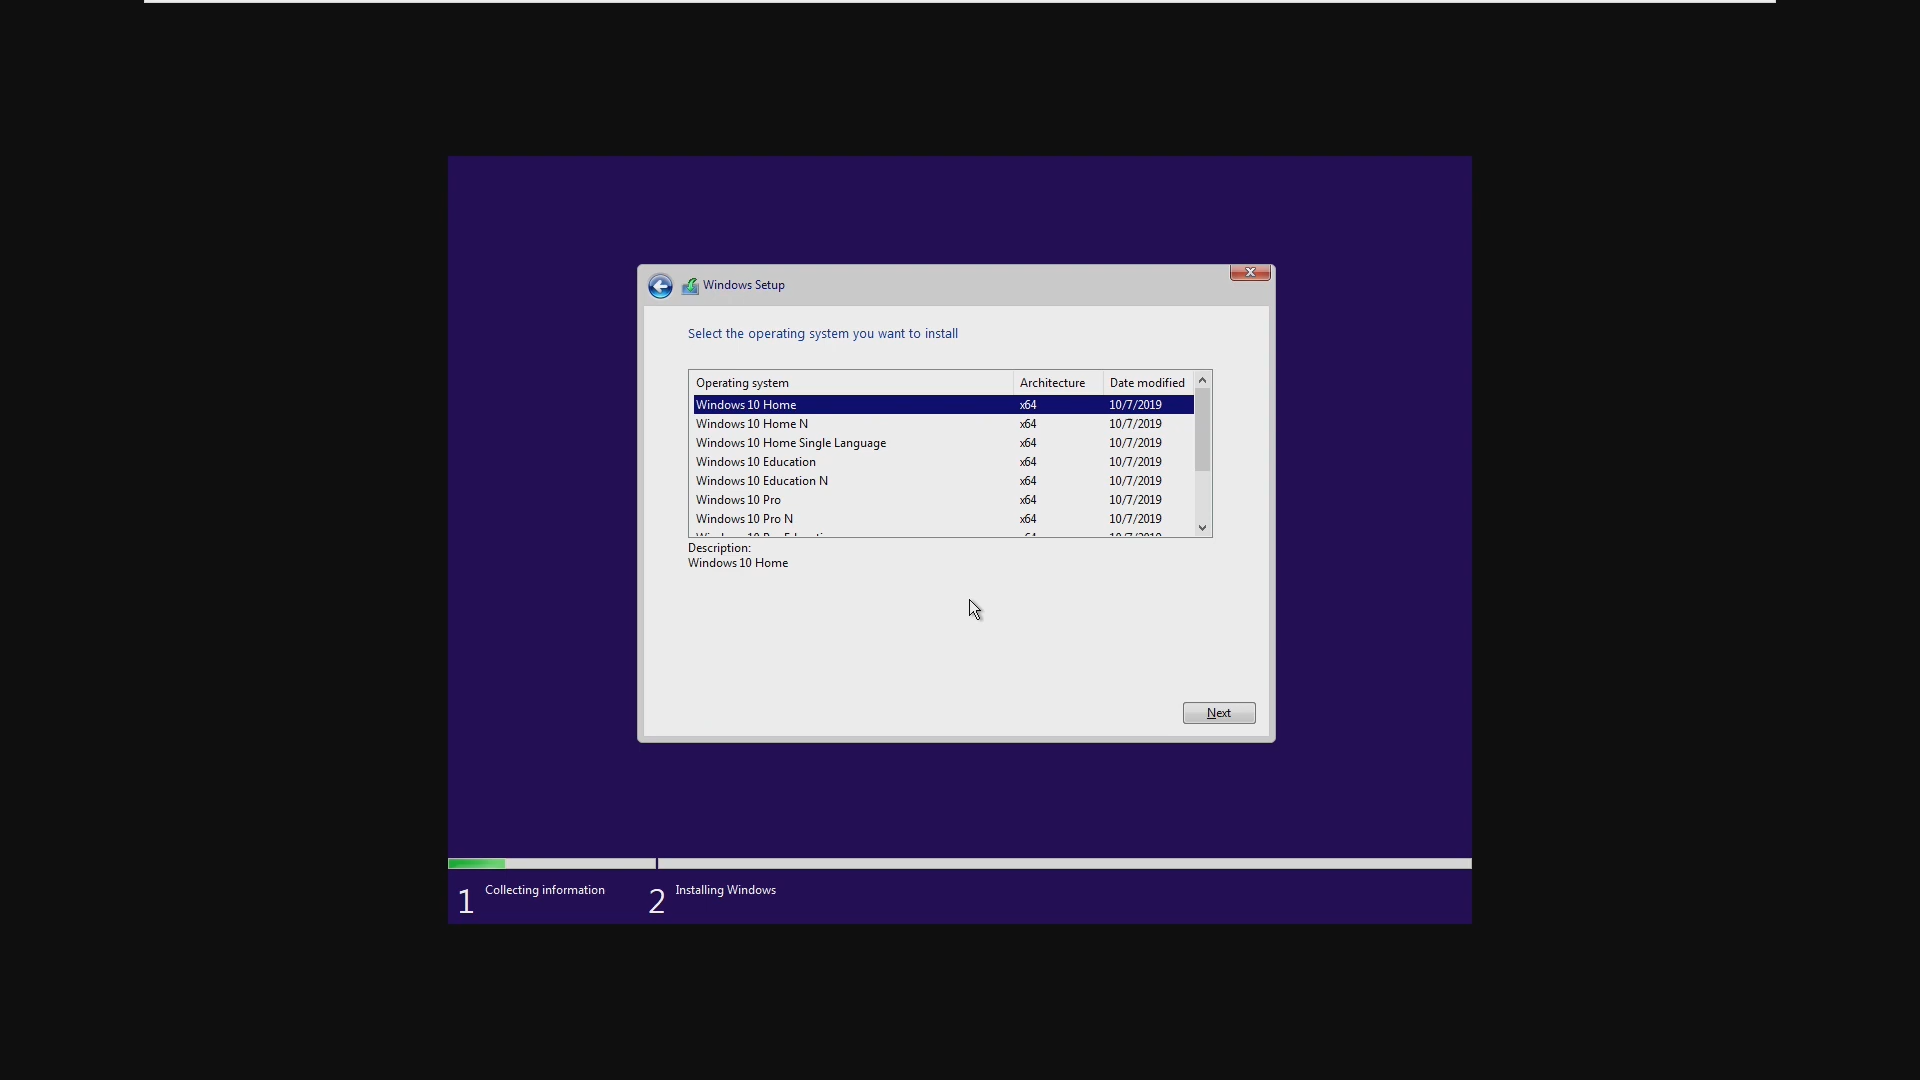 Windows Setup
Select the operating system you want to install
Operating system Architecture Date modified
Windows 10 Home x64 10/7/2019
Windows 10 Home N x64 10/7/2019
Windows 10 Home Single Language x64 10/7/2019
Windows 10 Education x64 10/7/2019
Windows 10 Education N x64 10/7/2019
Windows 10 Pro x64 10/7/2019
Windows 10 Pro N x64 10/7/2019
Description:
Windows 10 Home
Next
1 Collecting information 2 Installing Windows